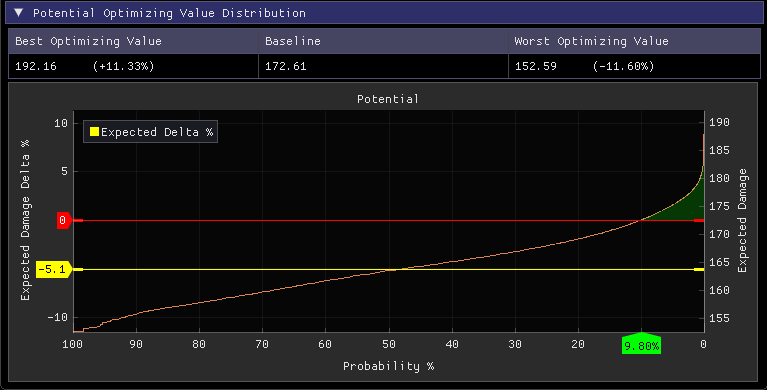 ▼ Potential Optimizing Value Distribution
Best Optimizing Value Baseline Worst Optimizing Value
192.16 (+11.33%) 172.61 152.59 (-11.60%)
Potential
Expected Delta %
Expected Damage Delta %
10
5
0
-5.1
-10
190
185
180
175
170
165
160
155
Expected Damage
100 90 80 70 60 50 40 30 20 9.80% 0
Probability %